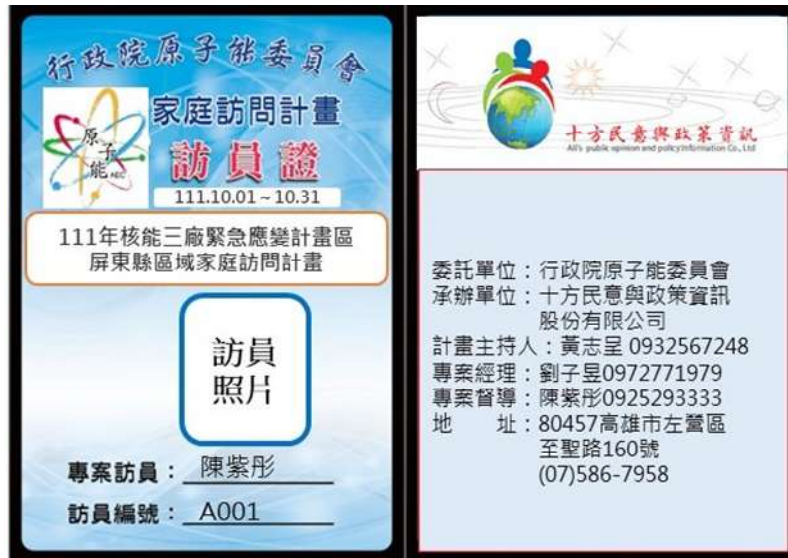 行政院原子能委員會
原子能 AEC
家庭訪問計畫
訪員證
111.10.01 ~ 10.31
111年核能三廠緊急應變計畫區
屏東縣區域家庭訪問計畫
訪員
照片
專案訪員：陳紫彤
訪員編號：A001
十方民意與政策資訊
All's public opinion and policy information Co., Ltd
委託單位：行政院原子能委員會
承辦單位：十方民意與政策資訊
股份有限公司
計畫主持人：黃志呈 0932567248
專案經理：劉子昱0972771979
專案督導：陳紫彤0925293333
地　　址：80457高雄市左營區
至聖路160號
(07)586-7958